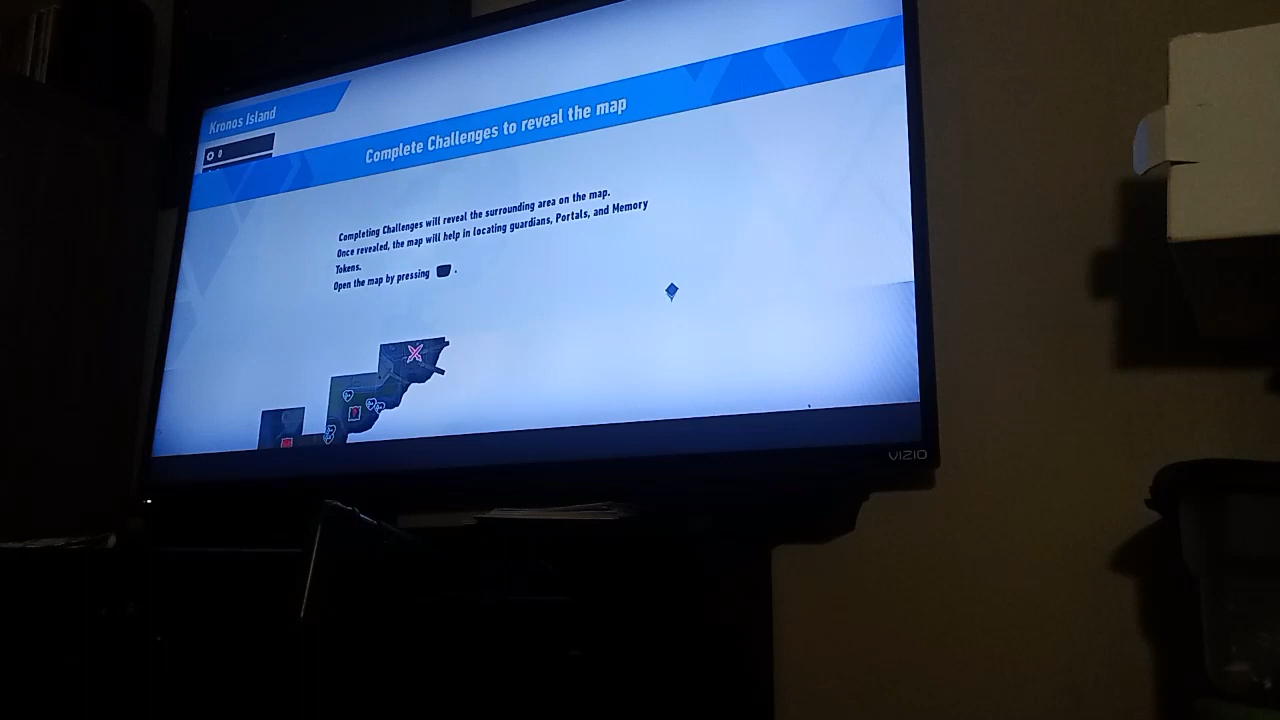 Kronos Island
0
Complete Challenges to reveal the map
Completing Challenges will reveal the surrounding area on the map.
Once revealed, the map will help in locating guardians, Portals, and Memory
Tokens.
Open the map by pressing .
VIZIO